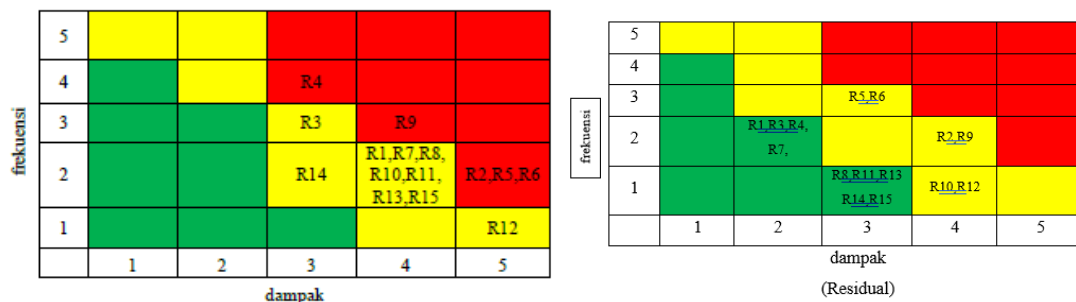 frekuensi
5
4
R4
3
R3
R9
2
R14
R1,R7,R8,
R10,R11,
R13,R15
R2,R5,R6
1
R12
1
2
3
4
5
dampak
frekuensi
5
4
3
R5,R6
2
R1,R3,R4,
R7,
R2,R9
1
R8,R11,R13
R14,R15
R10,R12
1
2
3
4
5
dampak
(Residual)